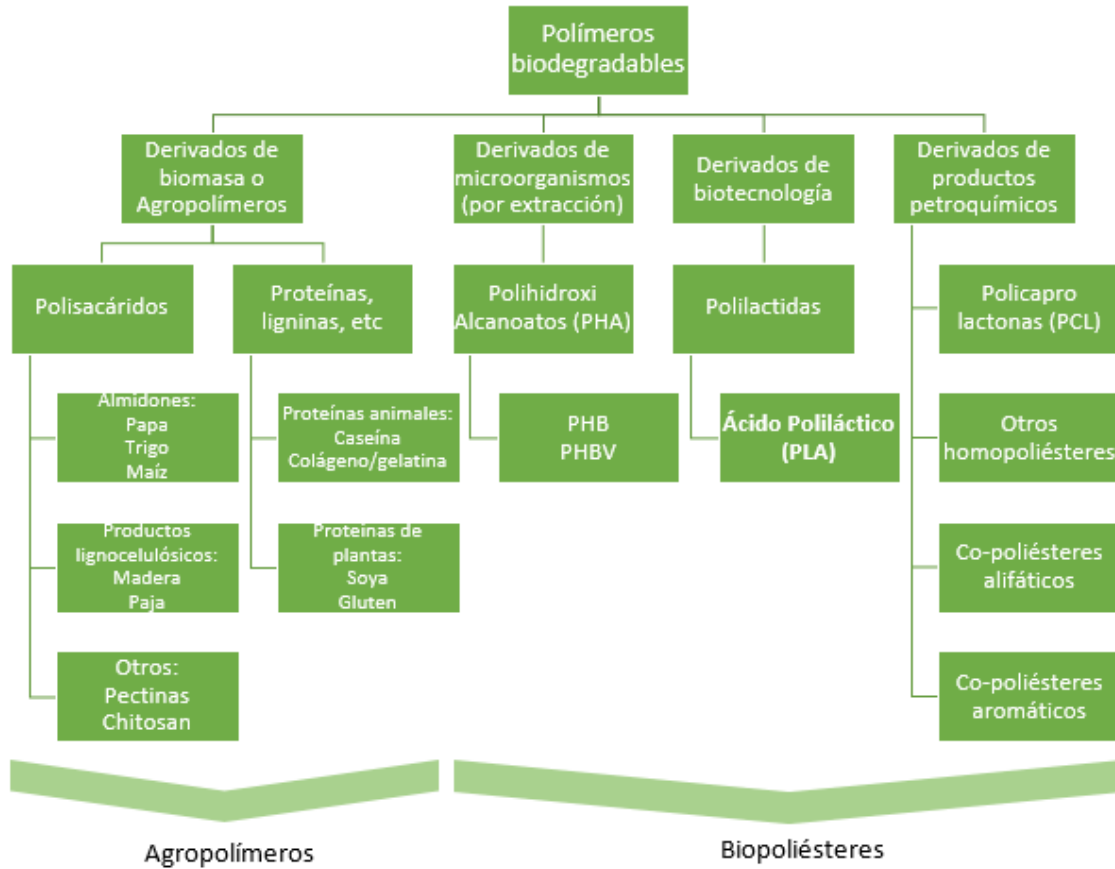 Polímeros
biodegradables
Derivados de
biomasa o
Agropolímeros
Derivados de
microorganismos
(por extracción)
Derivados de
biotecnología
Derivados de
productos
petroquímicos
Polisacáridos
Proteínas,
ligninas, etc
Polihidroxi
Alcanoatos (PHA)
Polilactidas
Policapro
lactonas (PCL)
Almidones:
Papa
Trigo
Maíz
Proteínas animales:
Caseína
Colágeno/gelatina
PHB
PHBV
Ácido Poliláctico
(PLA)
Otros
homopoliésteres
Productos
lignocelulósicos:
Madera
Paja
Proteinas de
plantas:
Soya
Gluten
Co-poliésteres
alifáticos
Otros:
Pectinas
Chitosan
Co-poliésteres
aromáticos
Agropolímeros
Biopoliésteres